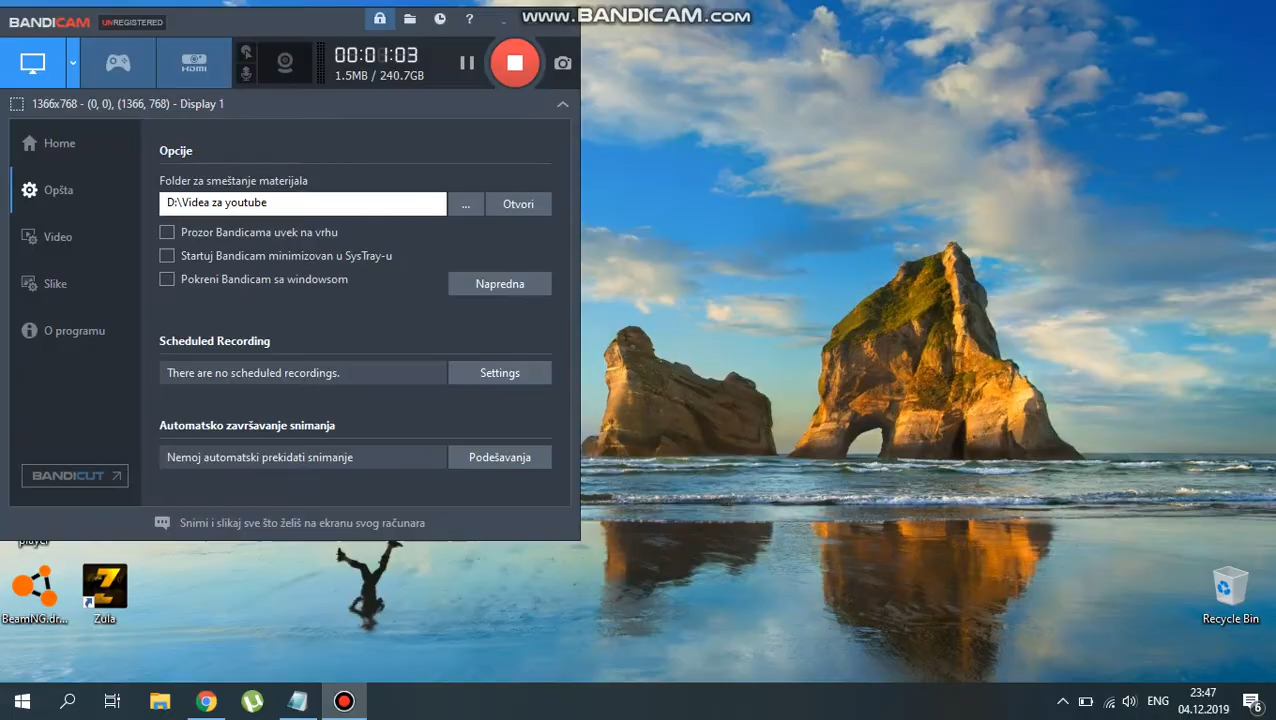 BANDICAM UNREGISTERED
?
www.BANDICAM.com
HDMI
00:01:03
1.5MB / 240.7GB
1366x768 - (0, 0), (1366, 768) - Display 1
Home
Opšta
Video
Slike
O programu
BANDICUT
Opcije
Folder za smeštanje materijala
D:\Videa za youtube
...
Otvori
Prozor Bandicama uvek na vrhu
Startuj Bandicam minimizovan u SysTray-u
Pokreni Bandicam sa windowsom
Napredna
Scheduled Recording
There are no scheduled recordings.
Settings
Automatsko završavanje snimanja
Nemoj automatski prekidati snimanje
Podešavanja
Snimi i slikaj sve što želiš na ekranu svog računara
player
BeamNG.dr...
Zula
Recycle Bin
ENG
23:47
04.12.2019
6